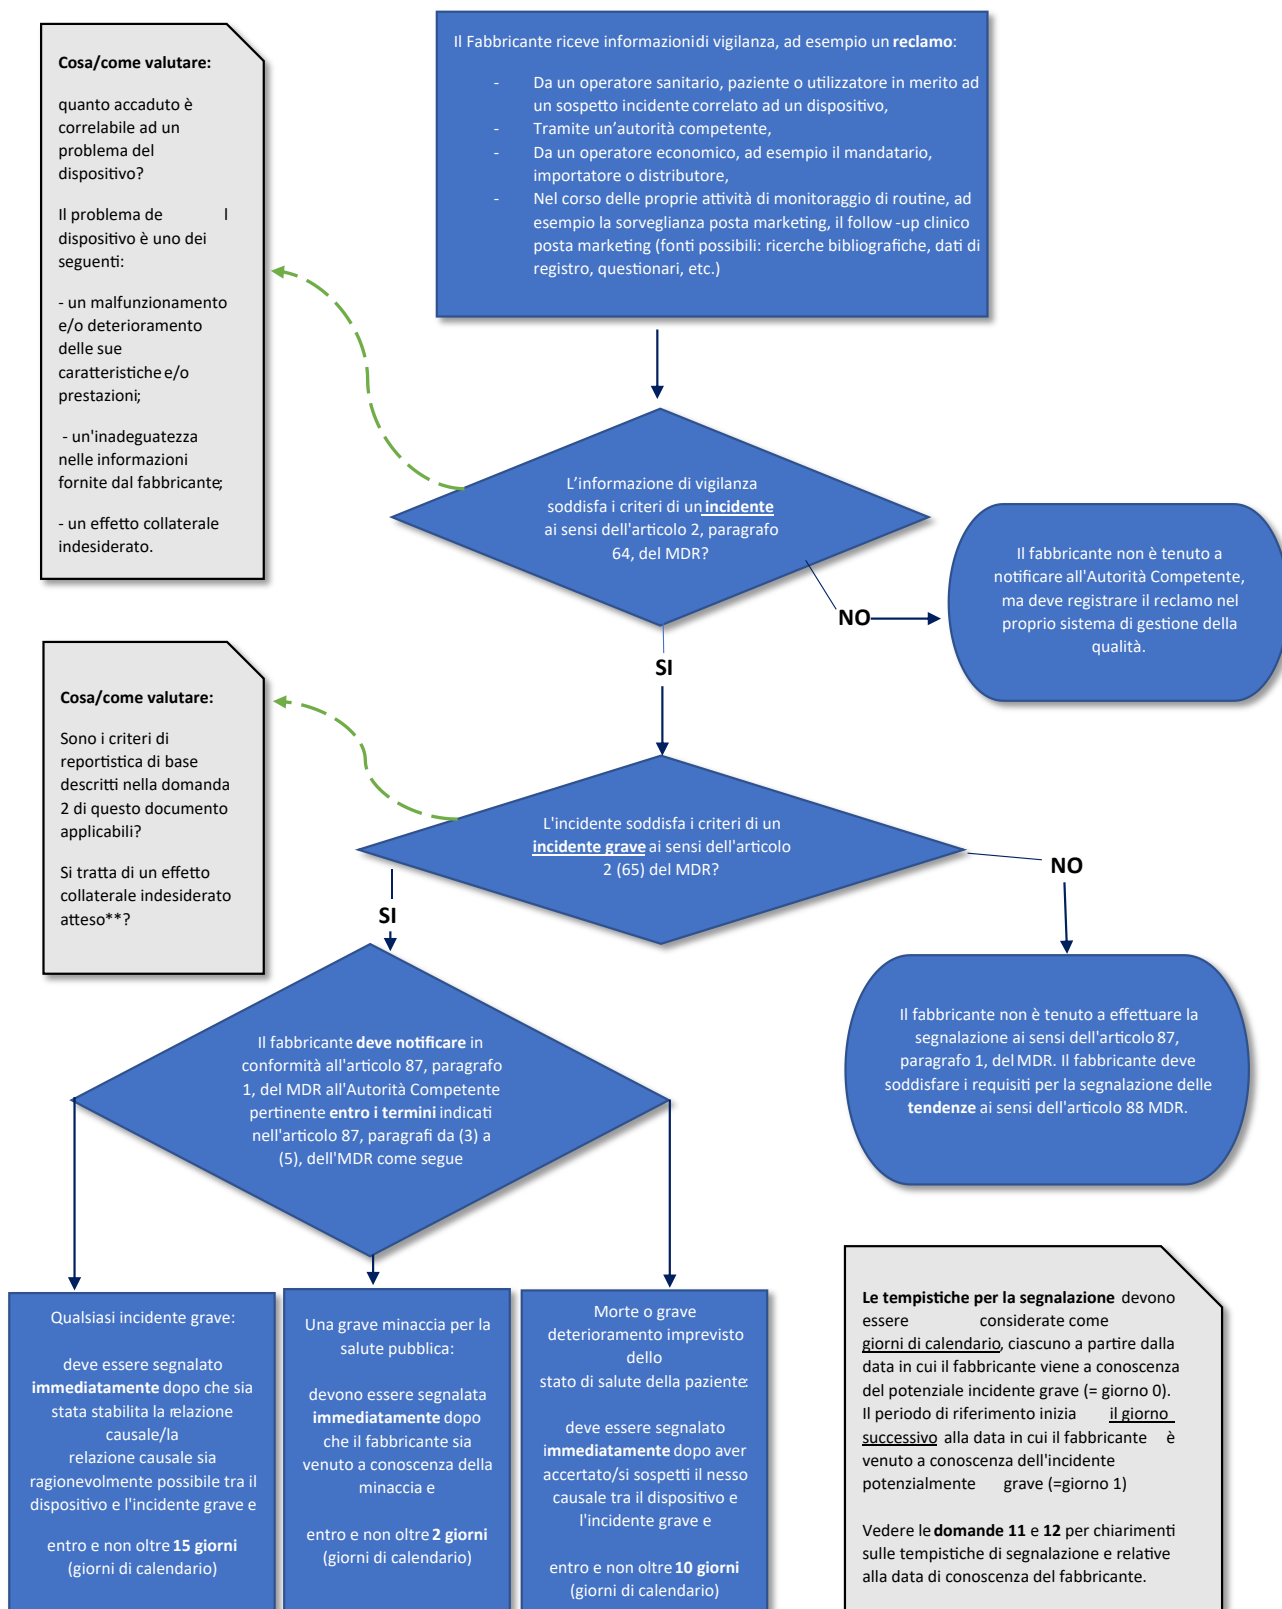 Cosa/come valutare:
quanto accaduto è
correlabile ad un
problema del
dispositivo?
Il problema de l
dispositivo è uno dei
seguenti:
- un malfunzionamento
e/o deterioramento
delle sue
caratteristiche e/o
prestazioni;
- un'inadeguatezza
nelle informazioni
fornite dal fabbricante;
- un effetto collaterale
indesiderato.
Il Fabbricante riceve informazioni di vigilanza, ad esempio un reclamo:
- Da un operatore sanitario, paziente o utilizzatore in merito ad
un sospetto incidente correlato ad un dispositivo,
- Tramite un'autorità competente,
- Da un operatore economico, ad esempio il mandatario,
importatore o distributore,
- Nel corso delle proprie attività di monitoraggio di routine, ad
esempio la sorveglianza posta marketing, il follow -up clinico
posta marketing (fonti possibili: ricerche bibliografiche, dati di
registro, questionari, etc.)
L’informazione di vigilanza
soddisfa i criteri di un incidente
ai sensi dell'articolo 2, paragrafo
64, del MDR?
NO
Il fabbricante non è tenuto a
notificare all'Autorità Competente,
ma deve registrare il reclamo nel
proprio sistema di gestione della
qualità.
SI
Cosa/come valutare:
Sono i criteri di
reportistica di base
descritti nella domanda
2 di questo documento
applicabili?
Si tratta di un effetto
collaterale indesiderato
atteso**?
L'incidente soddisfa i criteri di un
incidente grave ai sensi dell'articolo
2 (65) del MDR?
NO
SI
Il fabbricante non è tenuto a effettuare la
segnalazione ai sensi dell'articolo 87,
paragrafo 1, del MDR. Il fabbricante deve
soddisfare i requisiti per la segnalazione delle
tendenze ai sensi dell'articolo 88 MDR.
Il fabbricante deve notificare in
conformità all'articolo 87, paragrafo
1, del MDR all'Autorità Competente
pertinente entro i termini indicati
nell'articolo 87, paragrafi da (3) a
(5), dell'MDR come segue
Qualsiasi incidente grave:
deve essere segnalato
immediatamente dopo che sia
stata stabilita la relazione
causale/la
relazione causale sia
ragionevolmente possibile tra il
dispositivo e l'incidente grave e
entro e non oltre 15 giorni
(giorni di calendario)
Una grave minaccia per la
salute pubblica:
devono essere segnalata
immediatamente dopo
che il fabbricante sia
venuto a conoscenza della
minaccia e
entro e non oltre 2 giorni
(giorni di calendario)
Morte o grave
deterioramento imprevisto
dello
stato di salute della paziente:
deve essere segnalato
immediatamente dopo aver
accertato/si sospetti il nesso
causale tra il dispositivo e
l'incidente grave e
entro e non oltre 10 giorni
(giorni di calendario)
Le tempistiche per la segnalazione devono
essere considerate come
giorni di calendario, ciascuno a partire dalla
data in cui il fabbricante viene a conoscenza
del potenziale incidente grave (= giorno 0).
Il periodo di riferimento inizia il giorno
successivo alla data in cui il fabbricante è
venuto a conoscenza dell'incidente
potenzialmente grave (=giorno 1)
Vedere le domande 11 e 12 per chiarimenti
sulle tempistiche di segnalazione e relative
alla data di conoscenza del fabbricante.